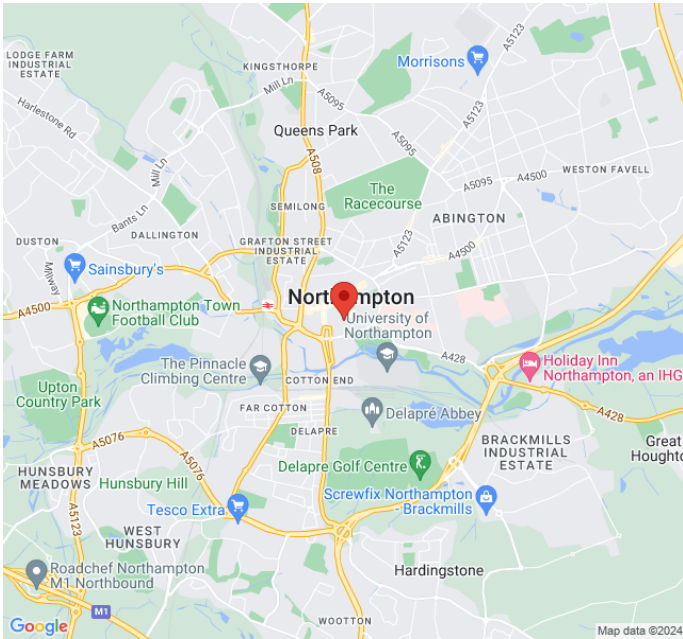 LODGE FARM
INDUSTRIAL
ESTATE
KINGSTHORPE
Morrisons
A5123
Mill Ln
A5095
Harlestone Rd
Queens Park
A5095
A5123
Mill Ln
A508
WESTON FAVELL
A5095
A4500
The
Racecourse
SEMILONG
Bants Ln
ABINGTON
DUSTON
DALLINGTON
GRAFTON STREET
INDUSTRIAL
ESTATE
A5123
A4500
Millway
Sainsbury's
A4500
Northampton Town
Football Club
Northampton
University of
Northampton
The Pinnacle
Climbing Centre
A428
Holiday Inn
Northampton, an IHG
COTTON END
Upton
Country Park
FAR COTTON
Delapré Abbey
A428
DELAPRE
A5076
BRACKMILLS
INDUSTRIAL
ESTATE
Great
Houghto
HUNSBURY
MEADOWS
A5076
Hunsbury Hill
Delapre Golf Centre
Screwfix Northampton
- Brackmills
Tesco Extra
A5123
WEST
HUNSBURY
Roadchef Northampton
M1 Northbound
Hardingstone
M1
WOOTTON
Google
Map data ©2024